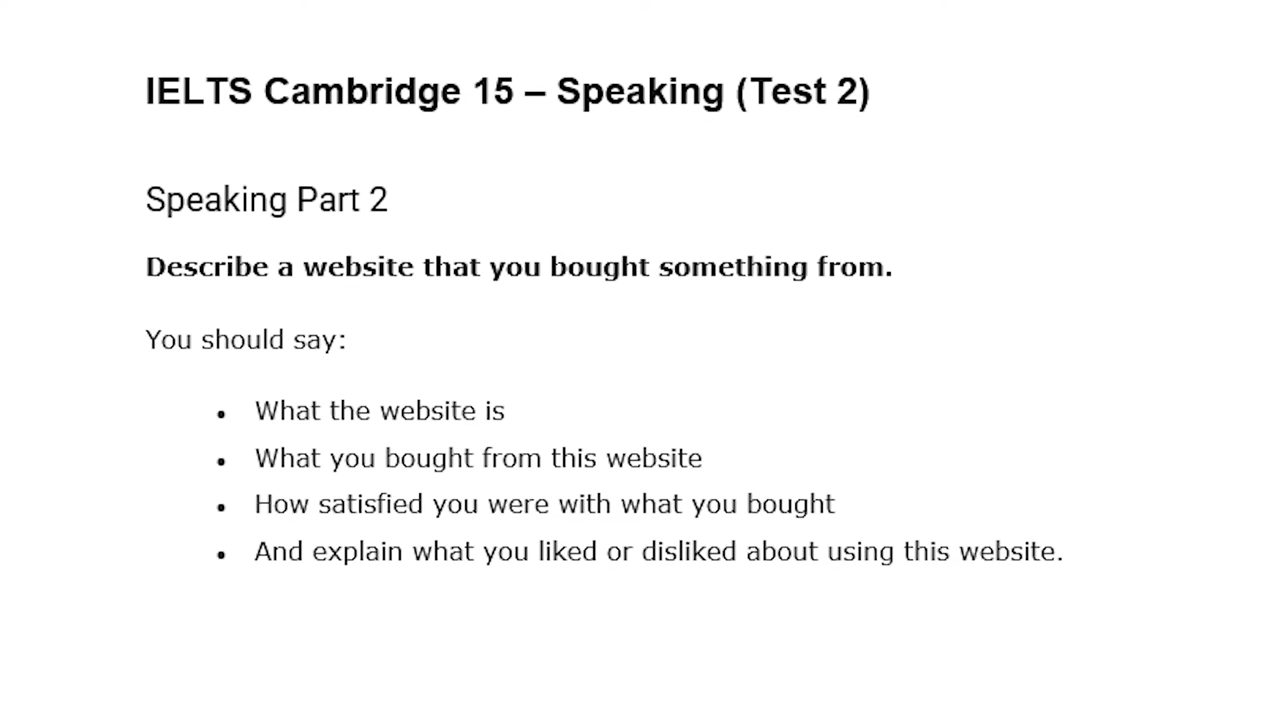 IELTS Cambridge 15 – Speaking (Test 2)
Speaking Part 2
Describe a website that you bought something from.
You should say:
• What the website is
• What you bought from this website
• How satisfied you were with what you bought
• And explain what you liked or disliked about using this website.